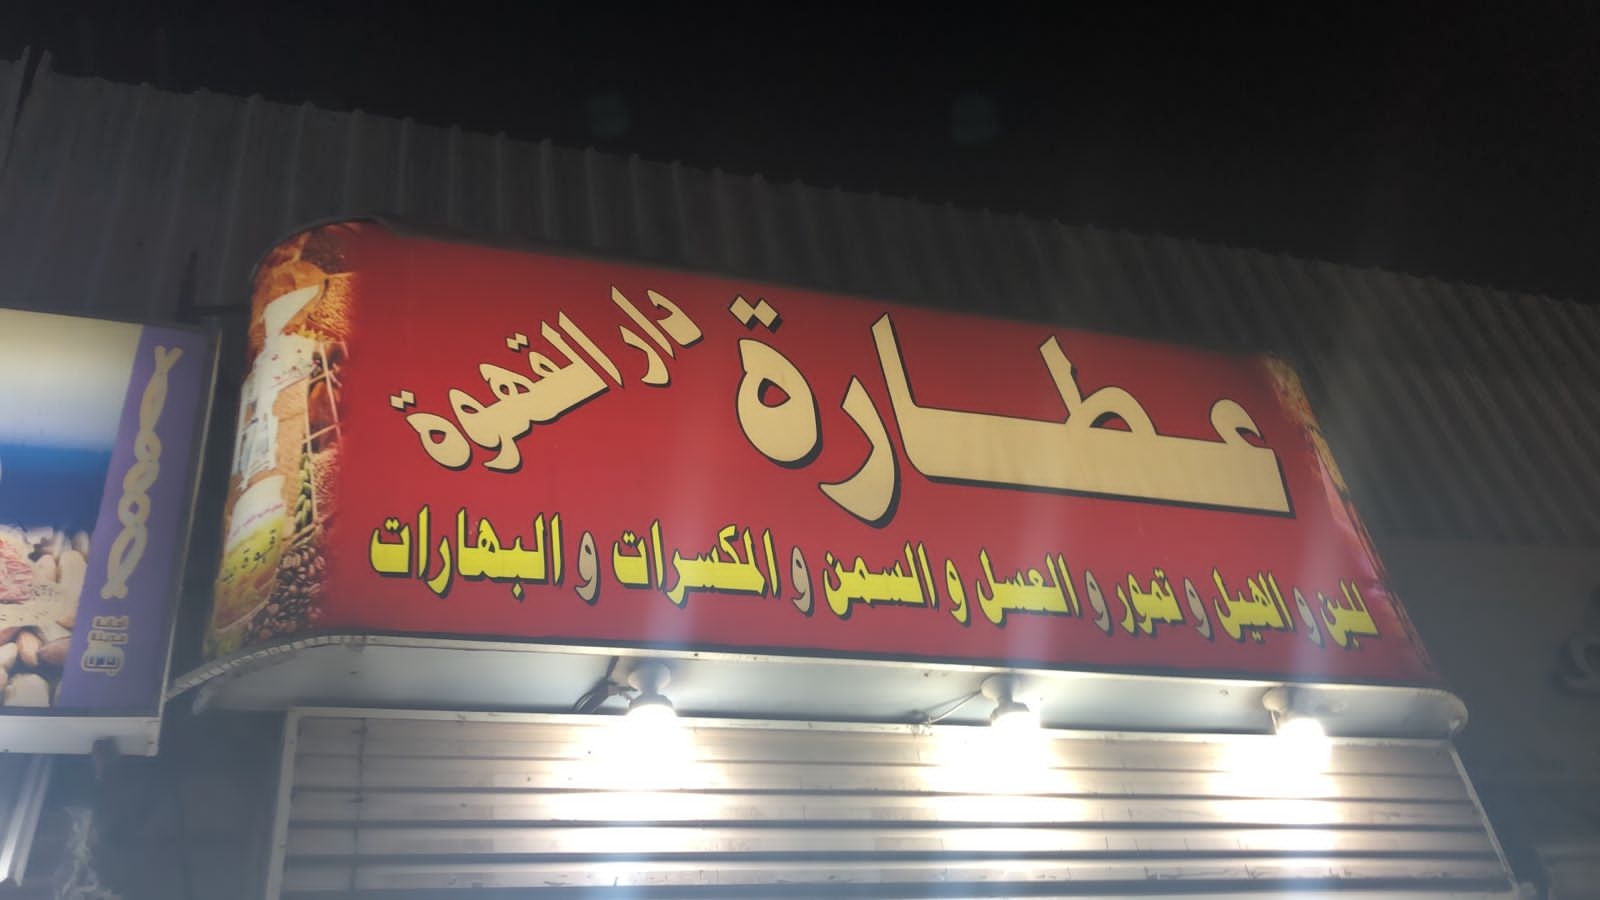 عطارة
دار القهوة
للبن و الهيل و تمور و العسل و السمن و المكسرات و البهارات